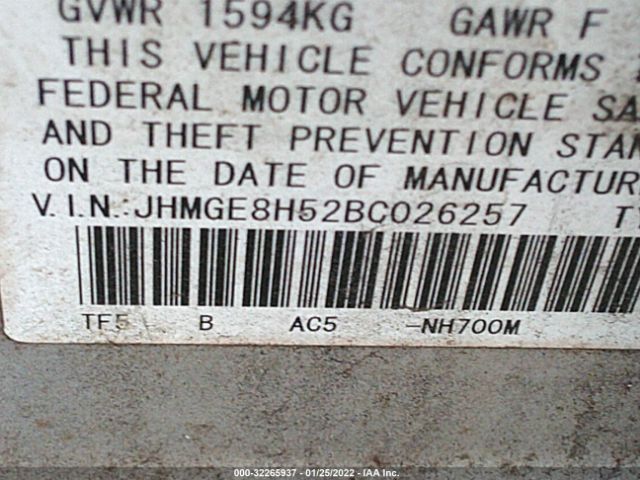 GVWR 1594KG GAWR F
THIS VEHICLE CONFORMS
FEDERAL MOTOR VEHICLE SA
AND THEFT PREVENTION STAN
ON THE DATE OF MANUFACTUR
V.I.N.:JHMGE8H52BC026257 T
TF5 B AC5 -NH700M
000-32265937 - 01/25/2022 - IAA Inc.